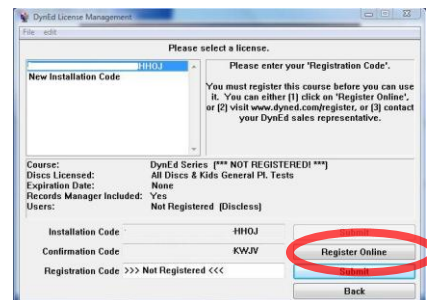 DynEd License Management
File edit
Please select a license.
HHOJ
New Installation Code
Please enter your 'Registration Code'.
You must register this course before you can use
it. You can either (1) click on 'Register Online',
or (2) visit www.dyned.com/register, or (3) contact
your DynEd sales representative.
Course: DynEd Series (*** NOT REGISTERED! ***)
Discs Licensed: All Discs & Kids General Pl. Tests
Expiration Date: None
Records Manager Included: Yes
Users: Not Registered (Discless)
Installation Code -HHOJ Submit
Confirmation Code KWJV Register Online
Registration Code >>> Not Registered <<< Submit
Back